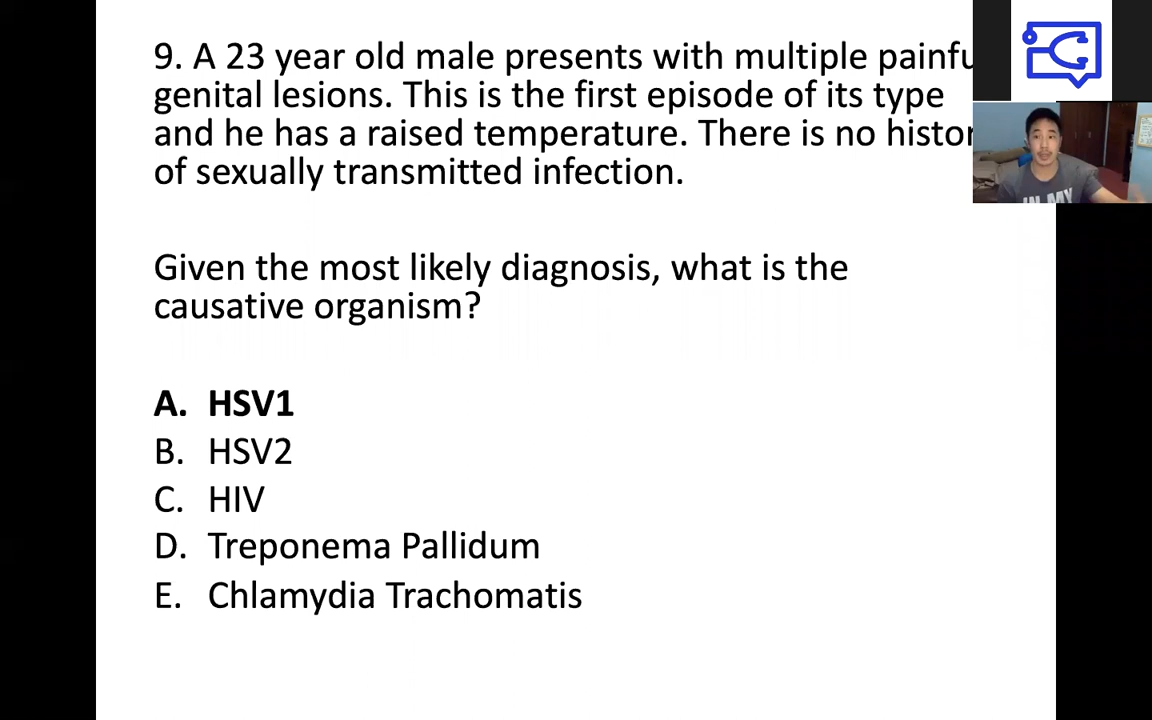 9. A 23 year old male presents with multiple painfu
genital lesions. This is the first episode of its type
and he has a raised temperature. There is no histor
of sexually transmitted infection.
Given the most likely diagnosis, what is the
causative organism?
A. HSV1
B. HSV2
C. HIV
D. Treponema Pallidum
E. Chlamydia Trachomatis
IN MY